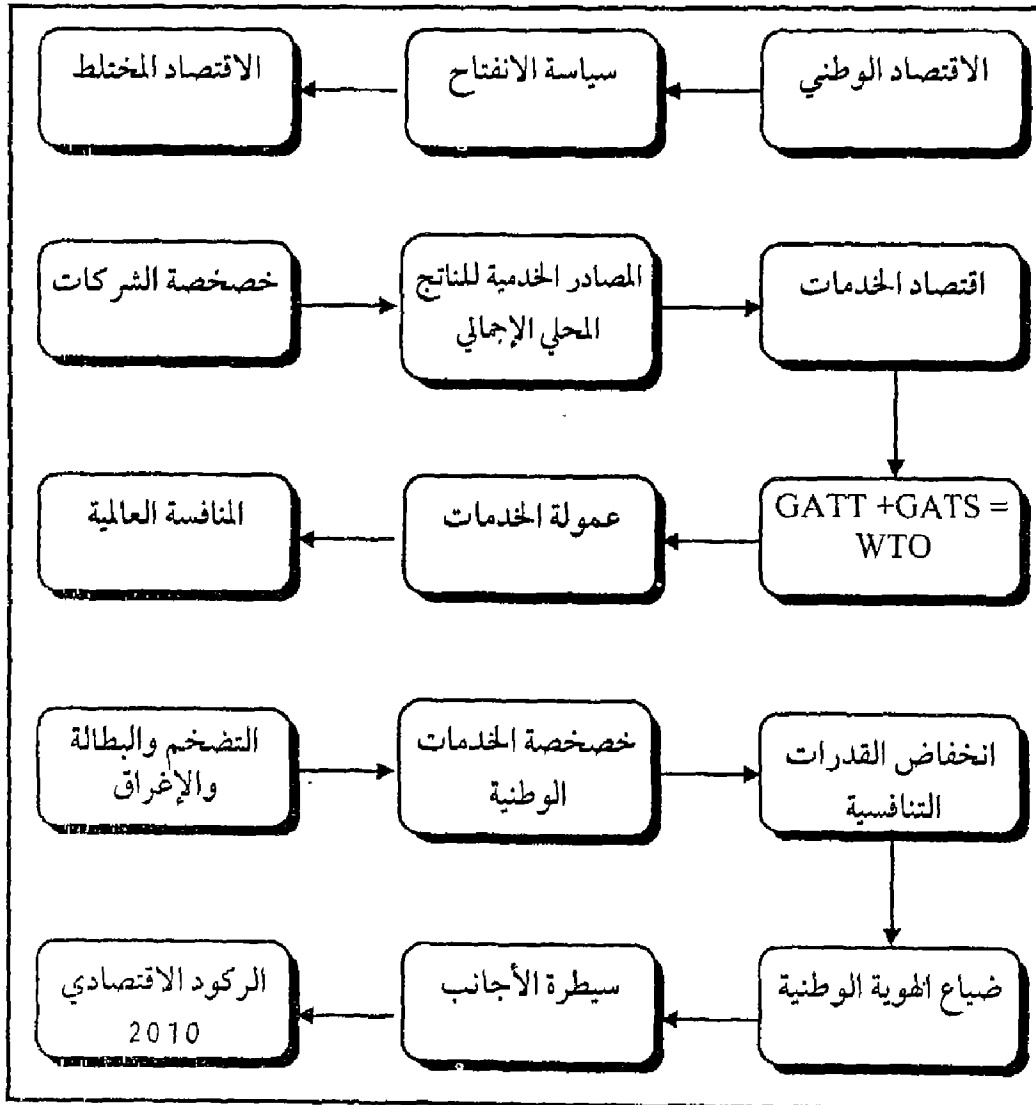 الاقتصاد الوطني
سياسة الانفتاح
الاقتصاد المختلط
خصخصة الشركات
المصادر الخدمية للناتج
المحلي الإجمالي
اقتصاد الخدمات
GATT +GATS =
WTO
عمولة الخدمات
المنافسة العالمية
التضخم والبطالة
والإغراق
خصخصة الخدمات
الوطنية
انخفاض القدرات
التنافسية
ضياع الهوية الوطنية
سيطرة الأجانب
الركود الاقتصادي
2010